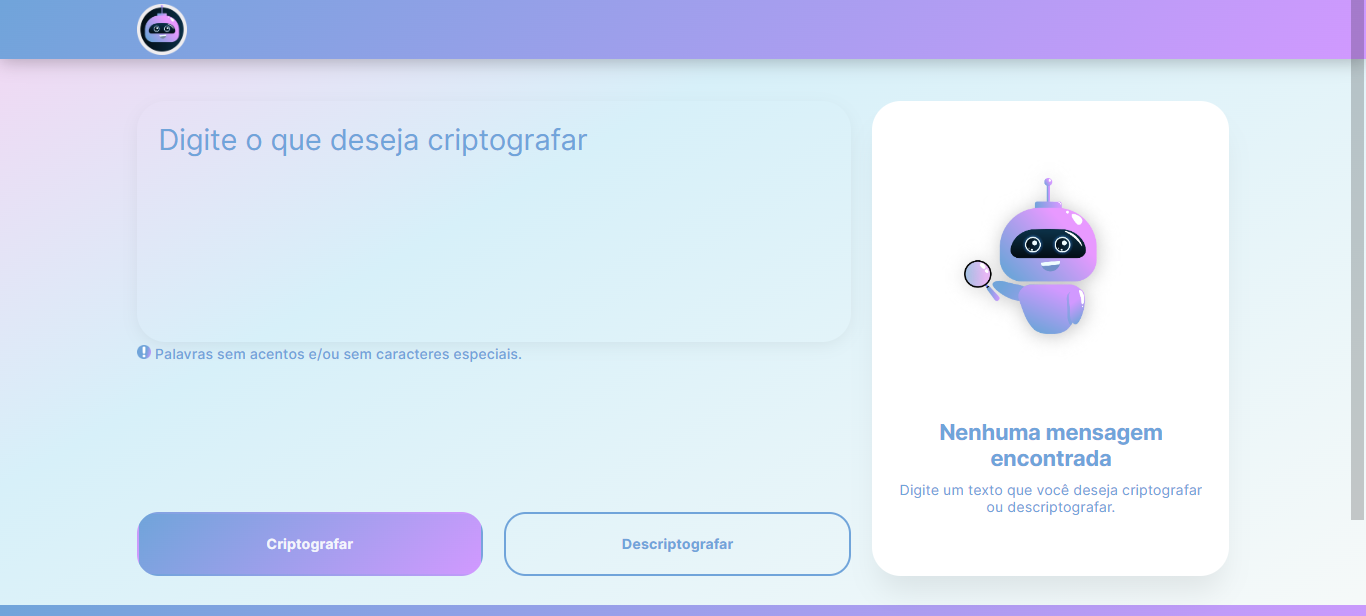 Digite o que deseja criptografar
Palavras sem acentos e/ou sem caracteres especiais.
Criptografar
Descriptografar
Nenhuma mensagem
encontrada
Digite um texto que você deseja criptografar
ou descriptografar.